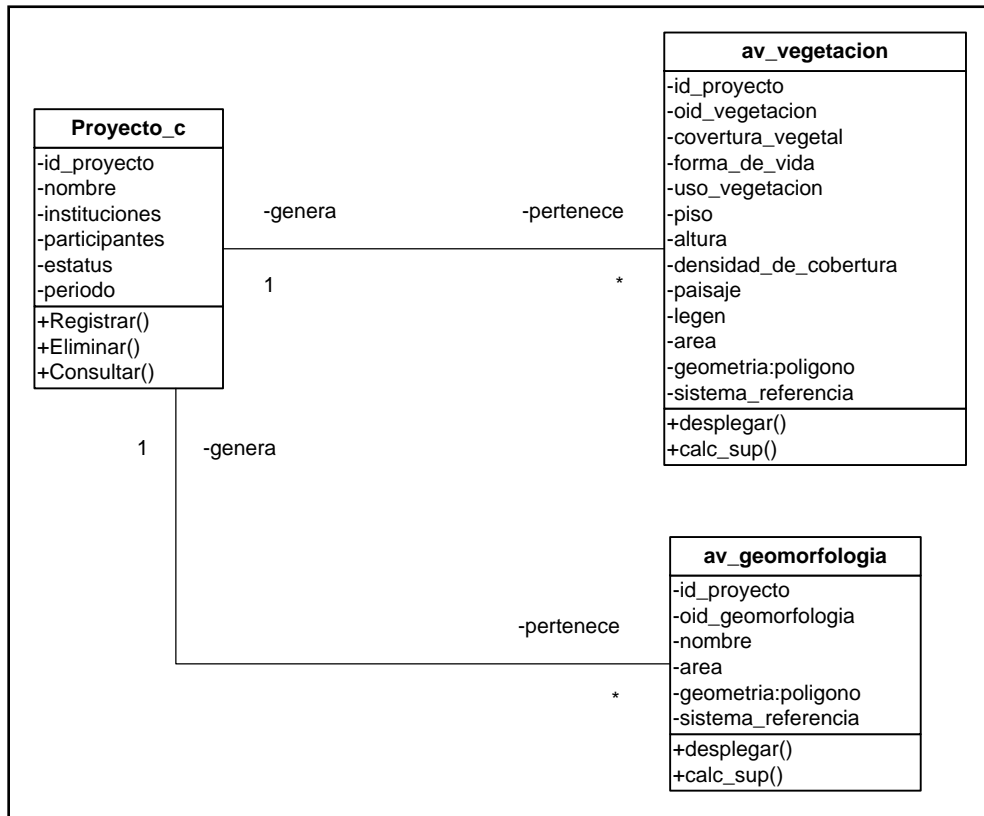 Proyecto_c
-id_proyecto
-nombre
-instituciones
-participantes
-estatus
-periodo
+Registrar()
+Eliminar()
+Consultar()
-genera
-pertenece
1
*
av_vegetacion
-id_proyecto
-oid_vegetacion
-covertura_vegetal
-forma_de_vida
-uso_vegetacion
-piso
-altura
-densidad_de_cobertura
-paisaje
-legen
-area
-geometria:poligono
-sistema_referencia
+desplegar()
+calc_sup()
1
-genera
-pertenece
*
av_geomorfologia
-id_proyecto
-oid_geomorfologia
-nombre
-area
-geometria:poligono
-sistema_referencia
+desplegar()
+calc_sup()